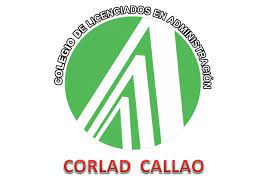 COLEGIO DE LICENCIADOS EN ADMINISTRACIÓN
CORLAD CALLAO